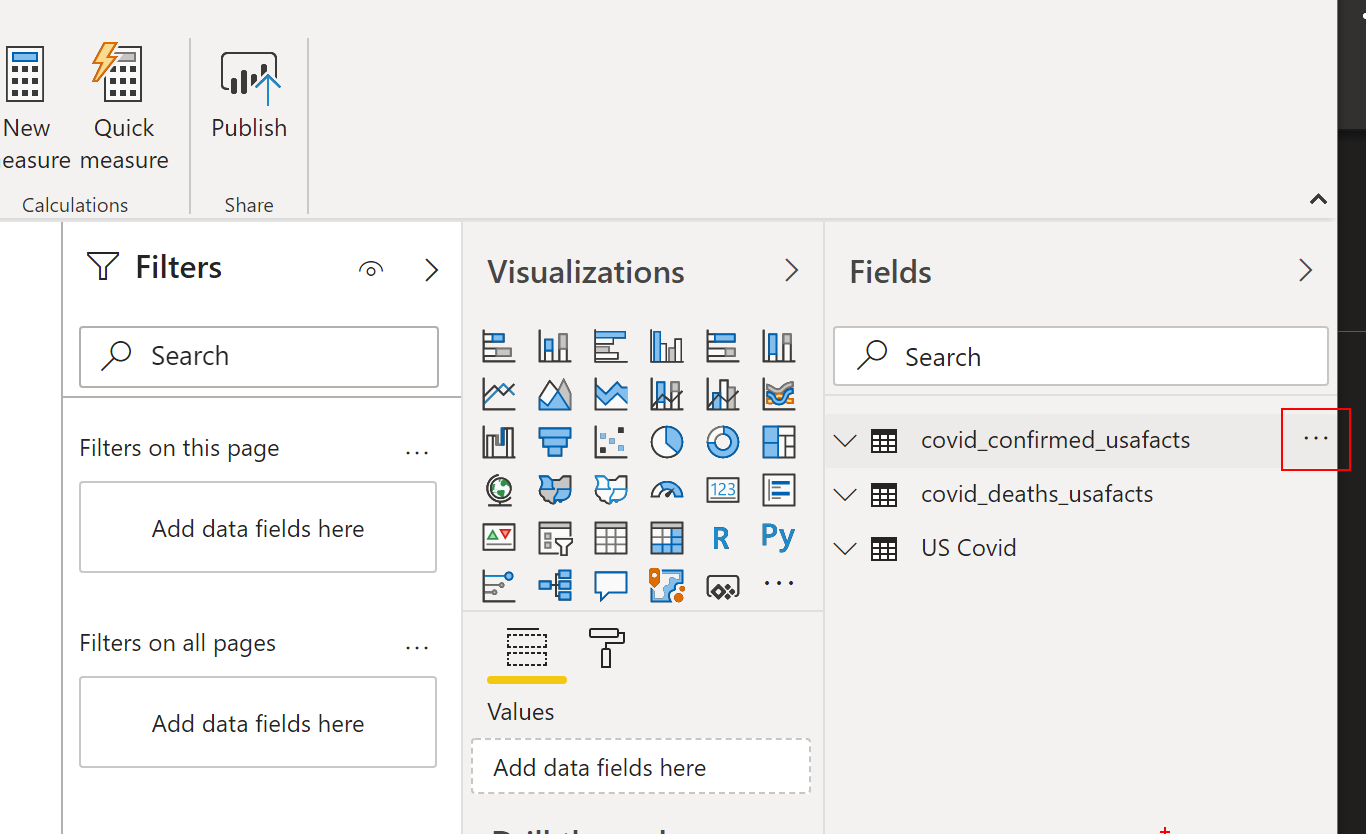 New
Quick
Publish
measure
Calculations
Share
Filters
Search
Filters on this page
...
Add data fields here
Filters on all pages
...
Add data fields here
Visualizations
123
R
Py
...
Values
Add data fields here
Fields
Search
covid_confirmed_usafacts
...
covid_deaths_usafacts
US Covid